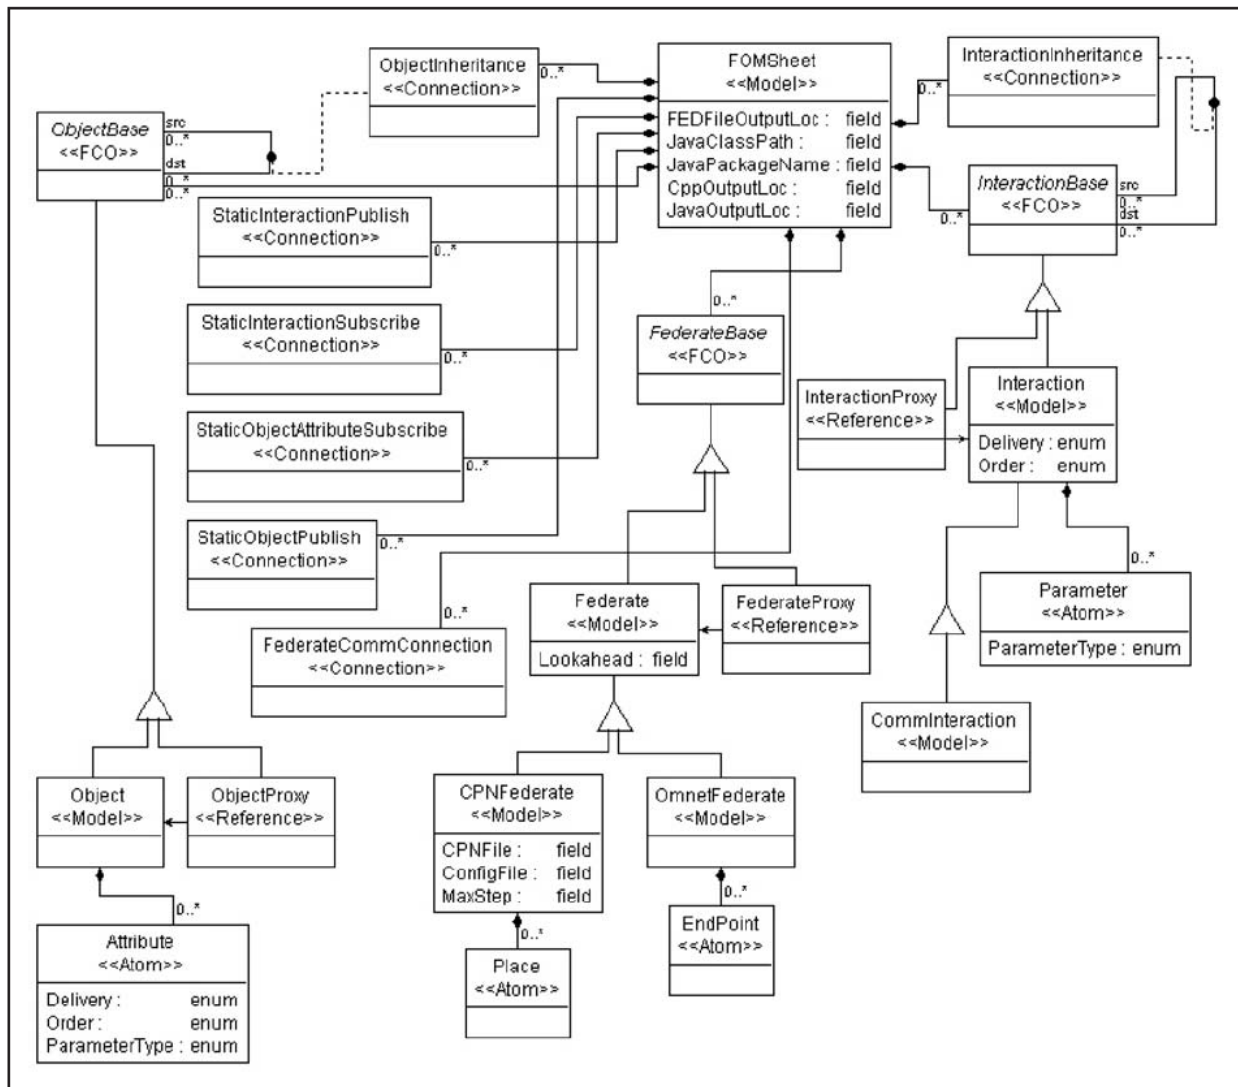 ObjectInheritance
<<Connection>>
0..*
FOMSheet
<<Model>>
FEDFileOutputLoc : field
JavaClassPath : field
JavaPackageName : field
CppOutputLoc : field
JavaOutputLoc : field
InteractionInheritance
<<Connection>>
0..*
ObjectBase
<<FCO>>
src
0..*
dst
0..*
0..*
InteractionBase
<<FCO>>
src
0..*
dst
0..*
0..*
StaticInteractionPublish
<<Connection>>
0..*
StaticInteractionSubscribe
<<Connection>>
0..*
0..*
FederateBase
<<FCO>>
InteractionProxy
<<Reference>>
Interaction
<<Model>>
Delivery : enum
Order : enum
StaticObjectAttributeSubscribe
<<Connection>>
0..*
StaticObjectPublish
<<Connection>>
0..*
0..*
FederateCommConnection
<<Connection>>
Federate
<<Model>>
Lookahead : field
FederateProxy
<<Reference>>
0..*
Parameter
<<Atom>>
ParameterType : enum
CommInteraction
<<Model>>
Object
<<Model>>
ObjectProxy
<<Reference>>
CPNFederate
<<Model>>
CPNFile : field
ConfigFile : field
MaxStep : field
OmnetFederate
<<Model>>
0..*
Attribute
<<Atom>>
Delivery : enum
Order : enum
ParameterType : enum
0..*
Place
<<Atom>>
0..*
EndPoint
<<Atom>>